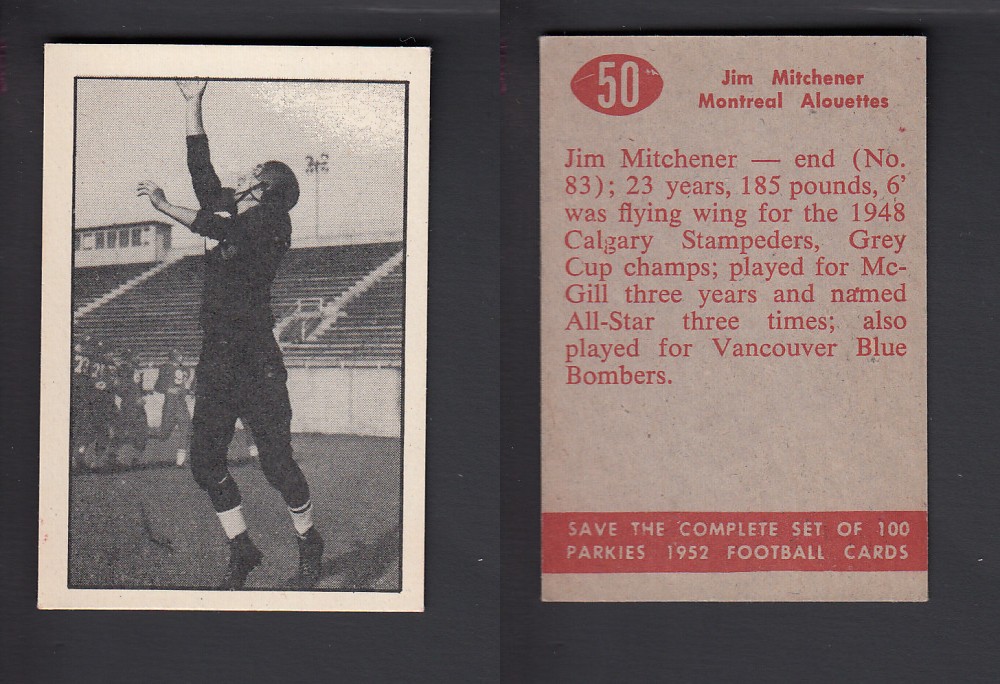 50
Jim Mitchener
Montreal Alouettes
Jim Mitchener — end (No.
83); 23 years, 185 pounds, 6'
was flying wing for the 1948
Calgary Stampeders, Grey
Cup champs; played for Mc-
Gill three years and named
All-Star three times; also
played for Vancouver Blue
Bombers.
SAVE THE COMPLETE SET OF 100
PARKIES 1952 FOOTBALL CARDS